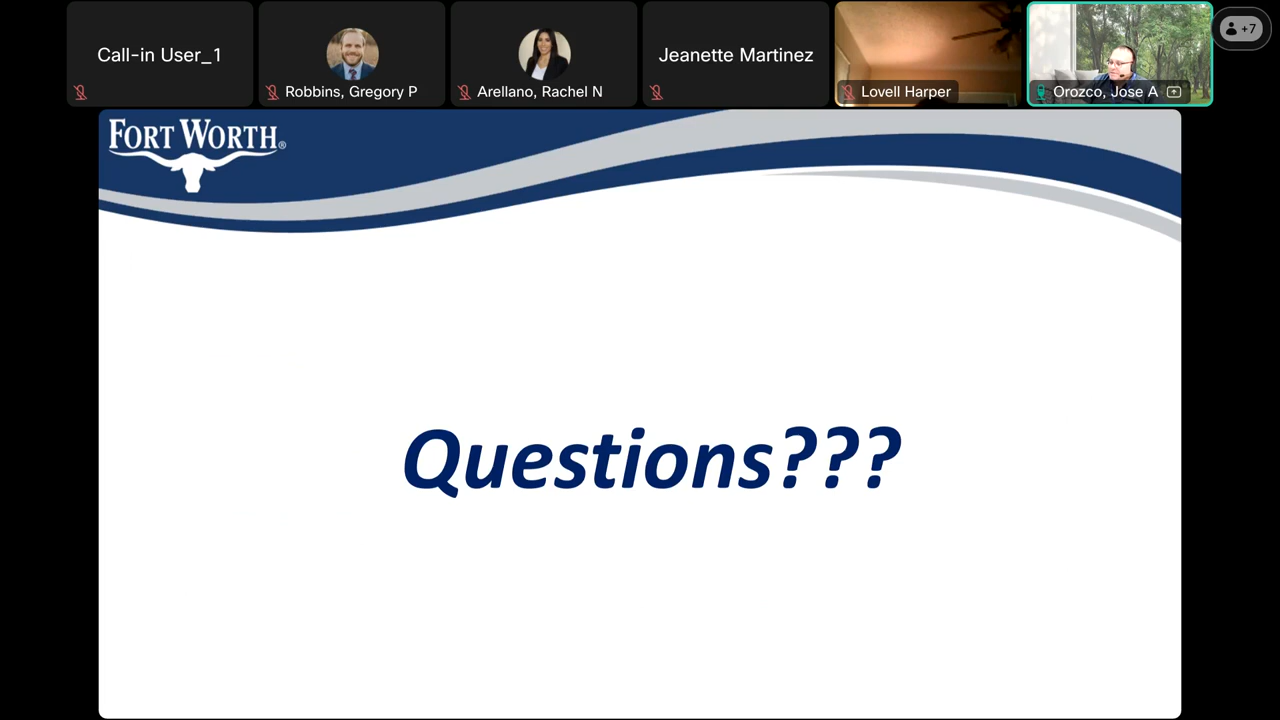 Call-in User_1
Robbins, Gregory P
Arellano, Rachel N
Jeanette Martinez
Lovell Harper
Orozco, Jose A
+7
FORT WORTH®
Questions???